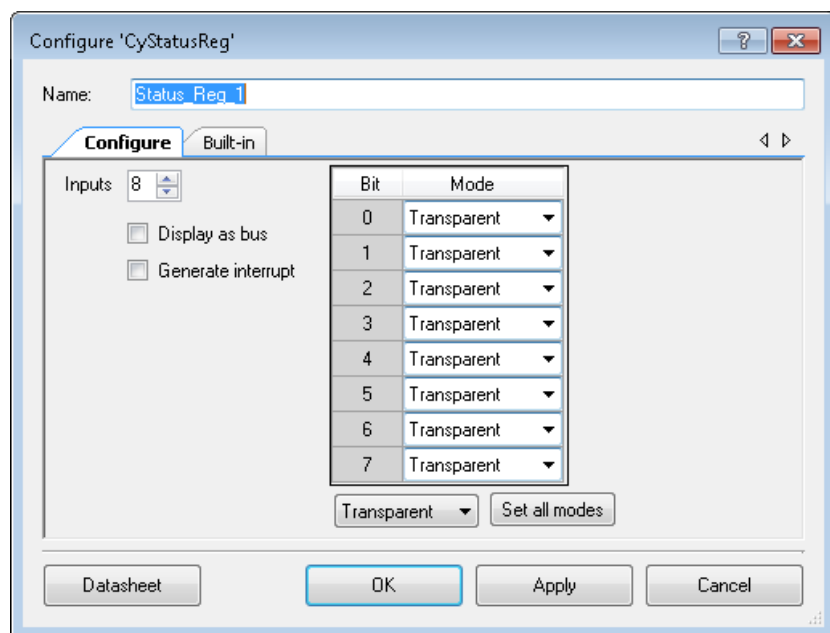 Configure 'CyStatusReg'
Name: Status_Reg_1
Configure Built-in
Inputs 8
Display as bus
Generate interrupt
Bit Mode
0 Transparent
1 Transparent
2 Transparent
3 Transparent
4 Transparent
5 Transparent
6 Transparent
7 Transparent
Transparent Set all modes
Datasheet OK Apply Cancel